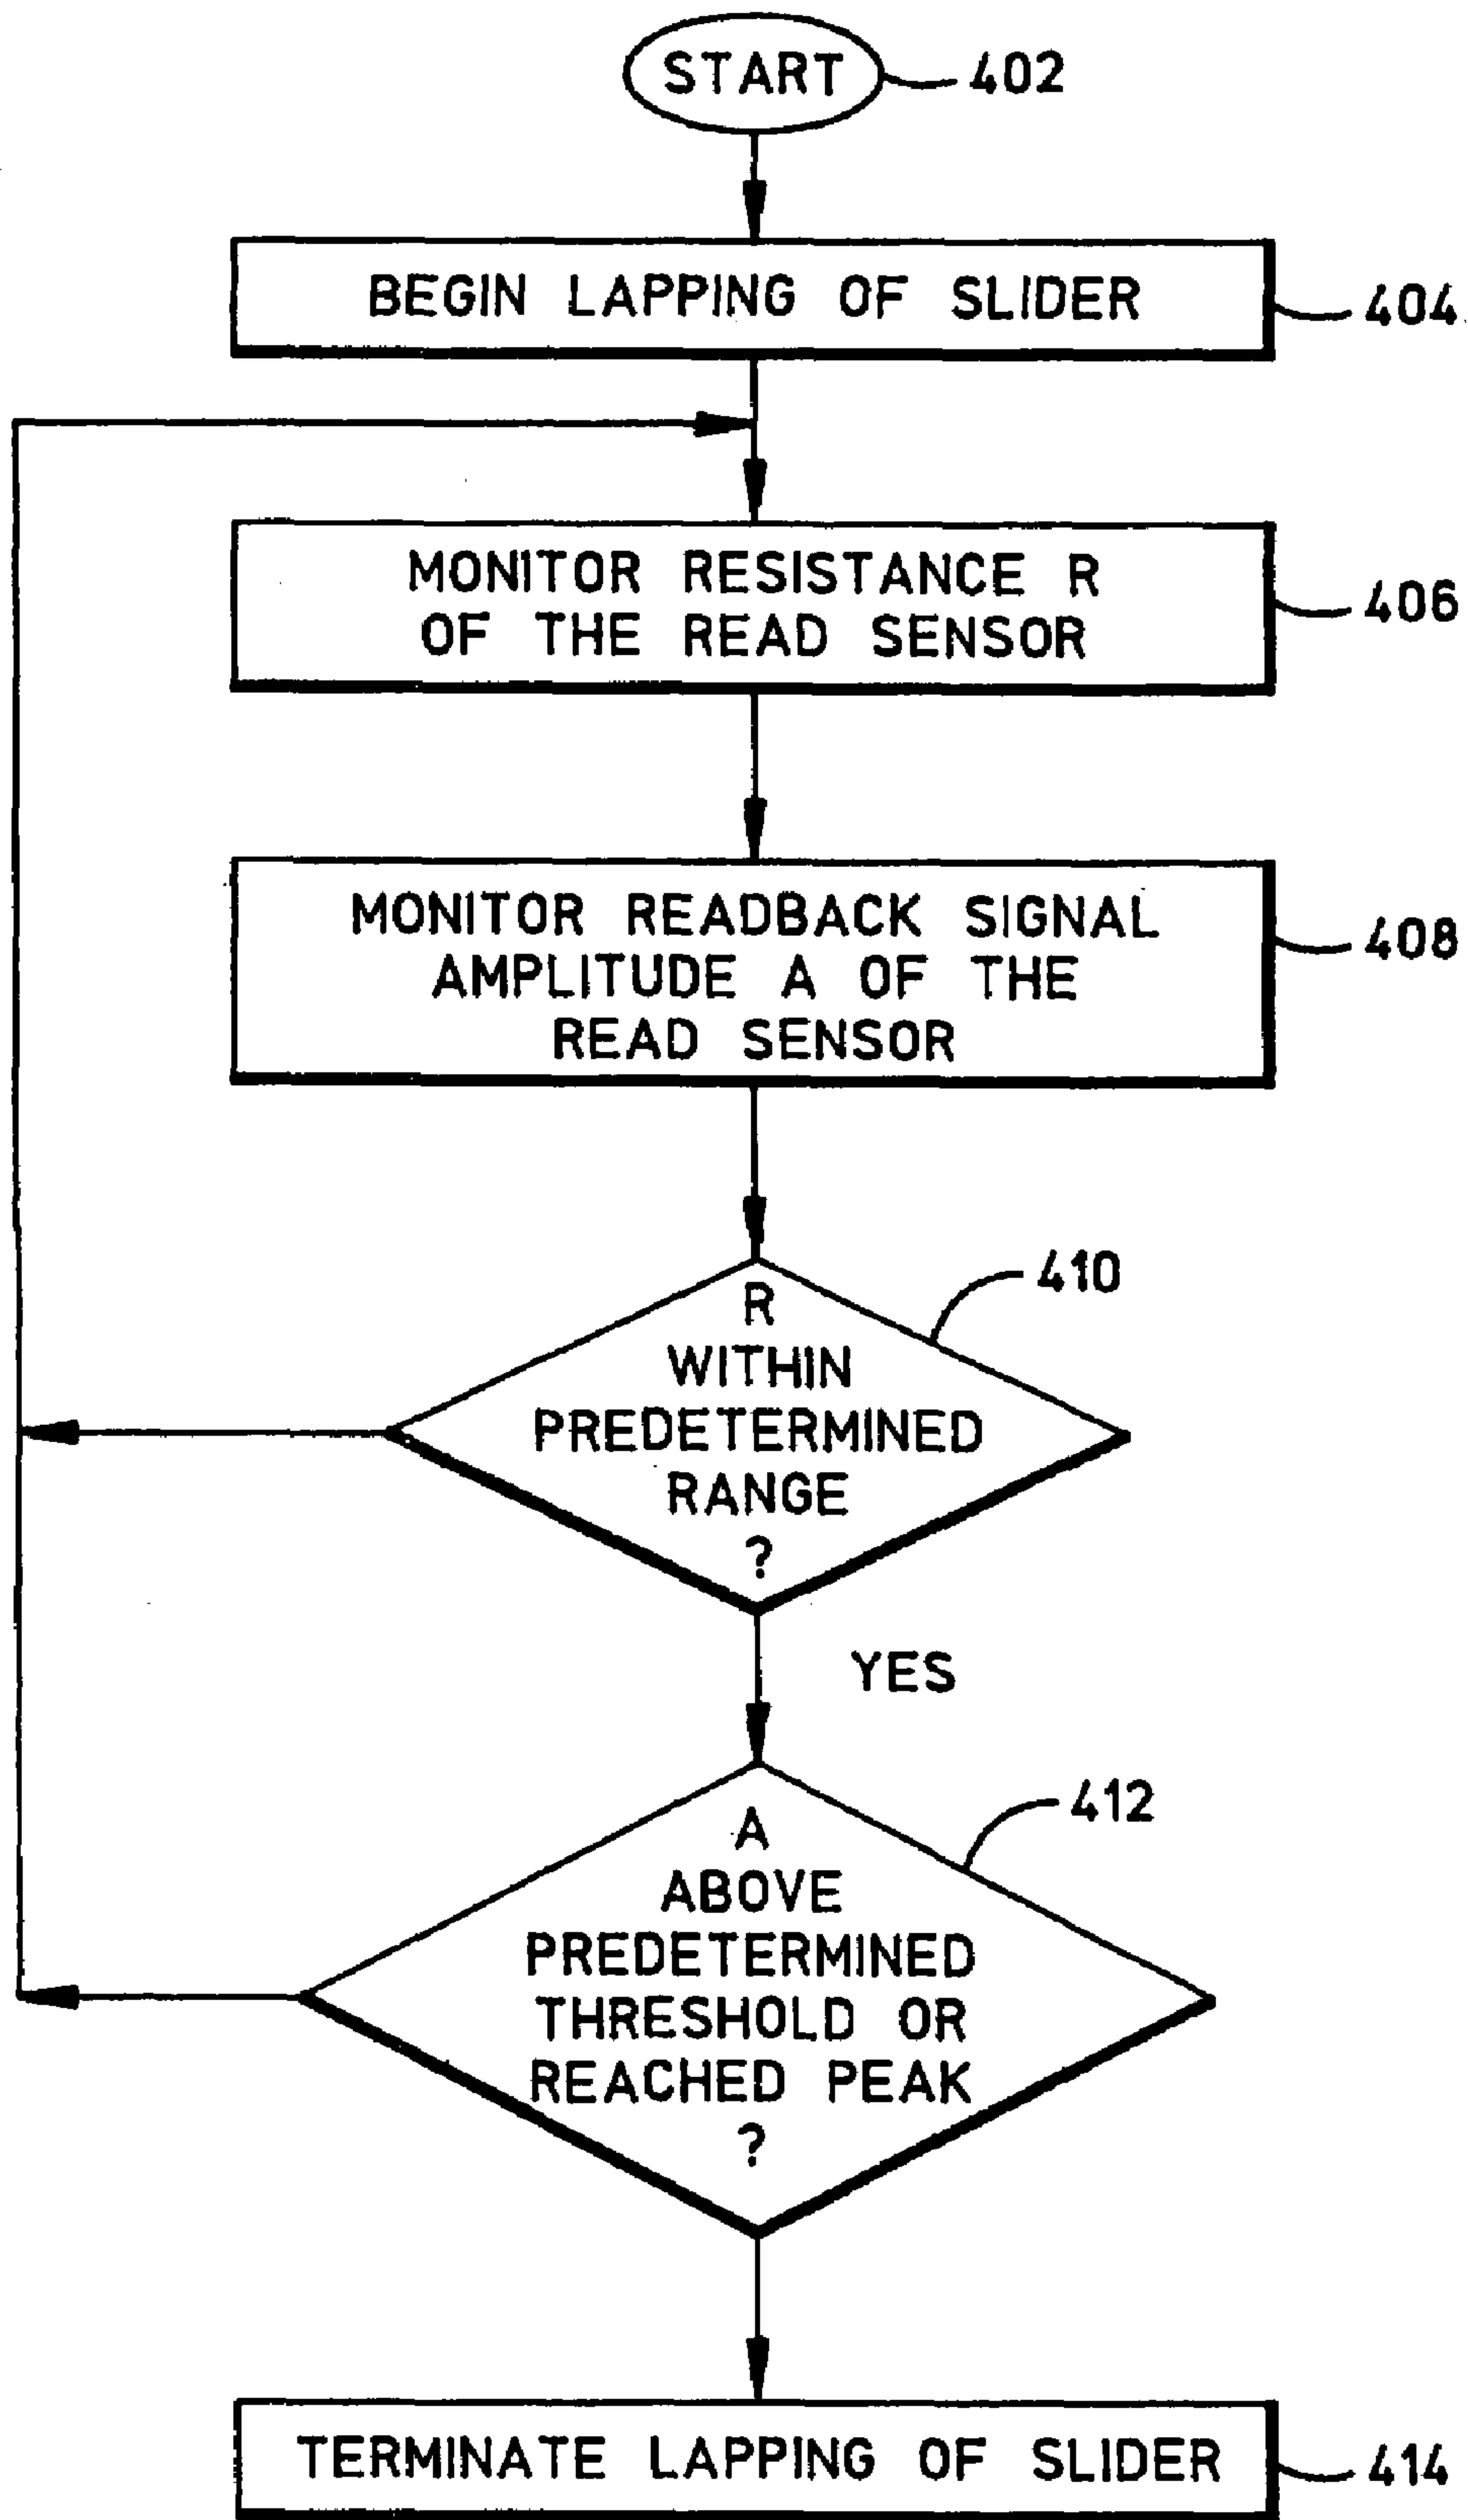 START
402
BEGIN LAPPING OF SLIDER
404
MONITOR RESISTANCE R
OF THE READ SENSOR
406
MONITOR READBACK SIGNAL
AMPLITUDE A OF THE
READ SENSOR
408
410
R
WITHIN
PREDETERMINED
RANGE
?
YES
412
A
ABOVE
PREDETERMINED
THRESHOLD OR
REACHED PEAK
?
TERMINATE LAPPING OF SLIDER
414